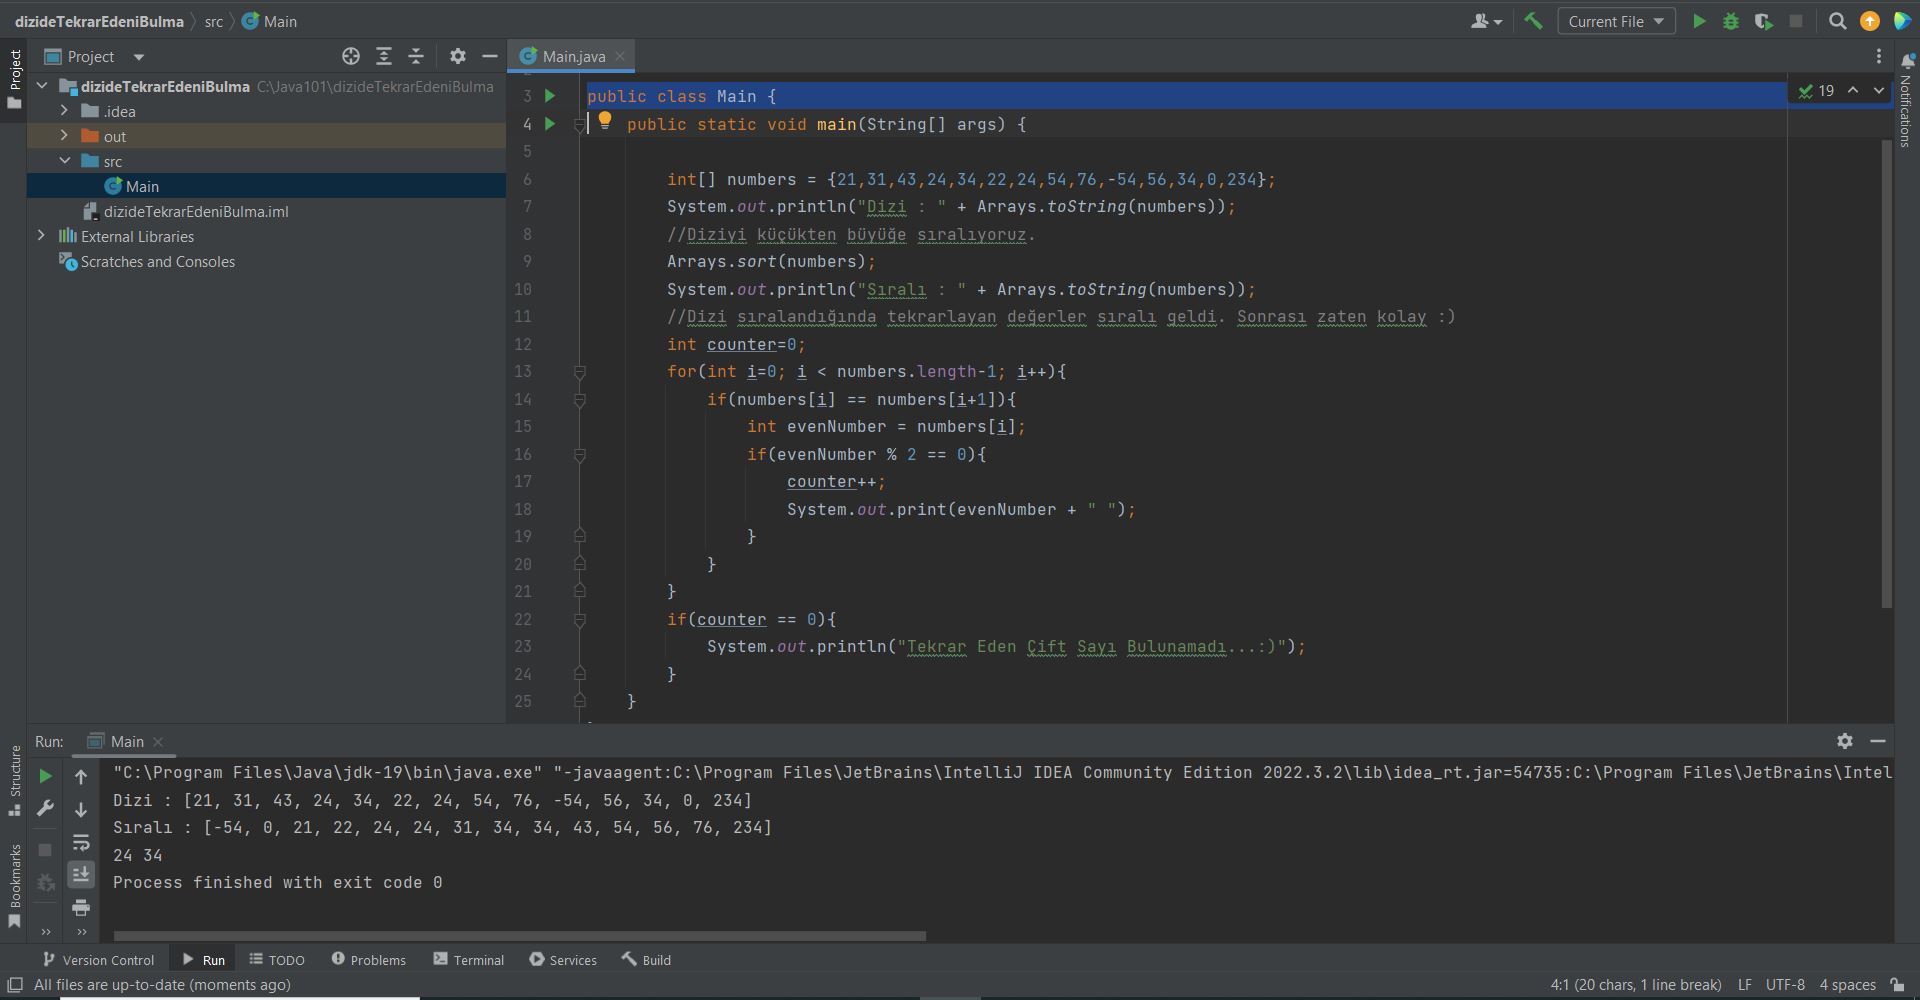 dizideTekrarEdeniBulma src Main
Current File
Project
Project
Main.java
dizideTekrarEdeniBulma C:\Java101\dizideTekrarEdeniBulma
.idea
out
src
Main
dizideTekrarEdeniBulma.iml
External Libraries
Scratches and Consoles
19
Notifications
3 public class Main {
4 public static void main(String[] args) {
5
6 int[] numbers = {21,31,43,24,34,22,24,54,76,-54,56,34,0,234};
7 System.out.println("Dizi : " + Arrays.toString(numbers));
8 //Diziyi küçükten büyüğe sıralıyoruz.
9 Arrays.sort(numbers);
10 System.out.println("Sıralı : " + Arrays.toString(numbers));
11 //Dizi sıralandığında tekrarlayan değerler sıralı geldi. Sonrası zaten kolay :)
12 int counter=0;
13 for(int i=0; i < numbers.length-1; i++){
14 if(numbers[i] == numbers[i+1]){
15 int evenNumber = numbers[i];
16 if(evenNumber % 2 == 0){
17 counter++;
18 System.out.print(evenNumber + " ");
19 }
20 }
21 }
22 if(counter == 0){
23 System.out.println("Tekrar Eden Çift Sayı Bulunamadı...:)");
24 }
25 }
Run: Main
Structure
Bookmarks
"C:\Program Files\Java\jdk-19\bin\java.exe" "-javaagent:C:\Program Files\JetBrains\IntelliJ IDEA Community Edition 2022.3.2\lib\idea_rt.jar=54735:C:\Program Files\JetBrains\Intel
Dizi : [21, 31, 43, 24, 34, 22, 24, 54, 76, -54, 56, 34, 0, 234]
Sıralı : [-54, 0, 21, 22, 24, 24, 31, 34, 34, 43, 54, 56, 76, 234]
24 34
Process finished with exit code 0
Version Control Run TODO Problems Terminal Services Build
All files are up-to-date (moments ago)
4:1 (20 chars, 1 line break) LF UTF-8 4 spaces